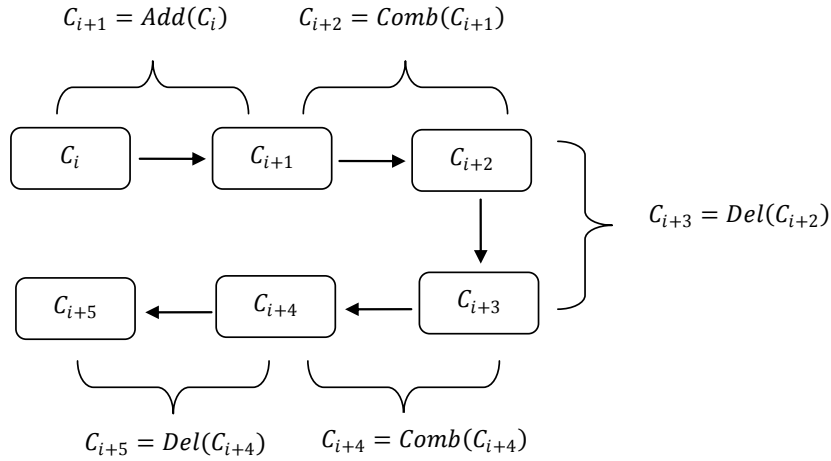 C_{i+1} = Add(C_i)
C_{i+2} = Comb(C_{i+1})
C_i
C_{i+1}
C_{i+2}
C_{i+3} = Del(C_{i+2})
C_{i+5}
C_{i+4}
C_{i+3}
C_{i+5} = Del(C_{i+4})
C_{i+4} = Comb(C_{i+4})